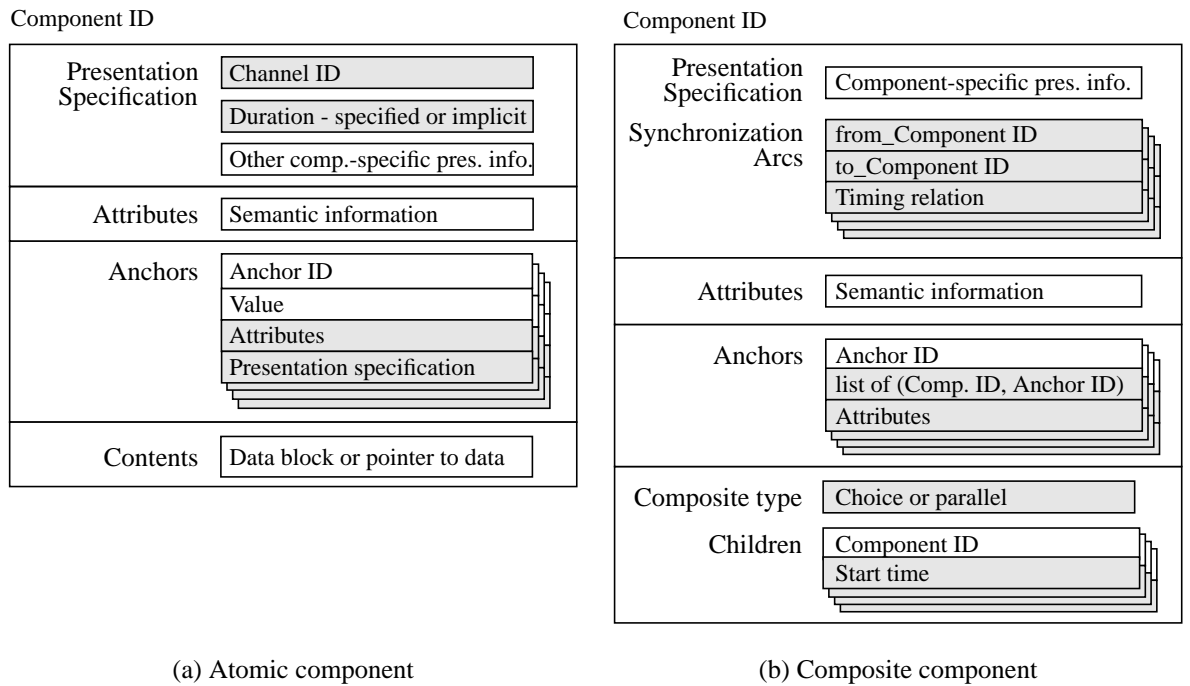 Component ID
Presentation
Specification
Channel ID
Duration - specified or implicit
Other comp.-specific pres. info.
Attributes
Semantic information
Anchors
Anchor ID
Value
Attributes
Presentation specification
Contents
Data block or pointer to data
(a) Atomic component
Component ID
Presentation
Specification
Component-specific pres. info.
Synchronization
Arcs
from_Component ID
to_Component ID
Timing relation
Attributes
Semantic information
Anchors
Anchor ID
list of (Comp. ID, Anchor ID)
Attributes
Composite type
Choice or parallel
Children
Component ID
Start time
(b) Composite component